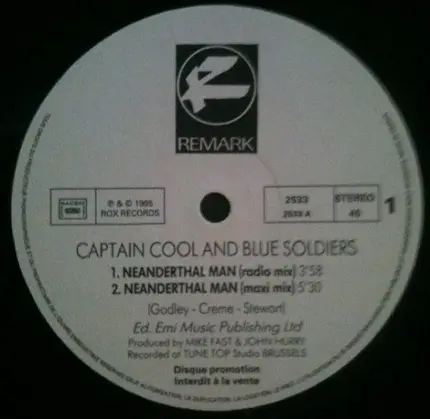 REMARK
SACEM
℗ & © 1995
ROX RECORDS
2533
2533 A
STEREO
45
1
CAPTAIN COOL AND BLUE SOLDIERS
1. NEANDERTHAL MAN (radio mix) 3'58
2. NEANDERTHAL MAN (maxi mix) 5'30
(Godley - Creme - Stewart)
Ed. Emi Music Publishing Ltd
Produced by MIKE FAST & JOHN HURRY
Recorded at TUNE TOP Studio BRUSSELS
Disque promotion
Interdit à la vente